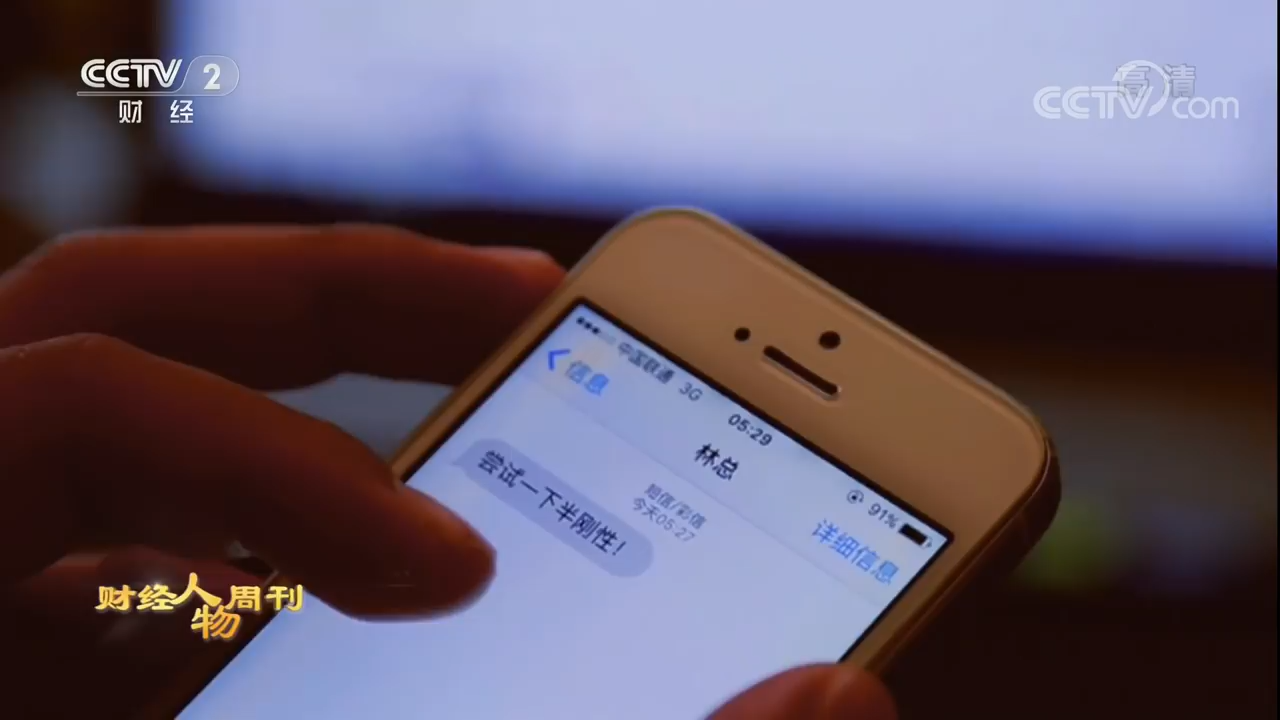 CCTV 2
财经
高清
CCTV.com
中国联通 3G
05:29
91%
信息
林总
详细信息
短信/彩信
今天05:27
尝试一下半刚性！
财经人物周刊